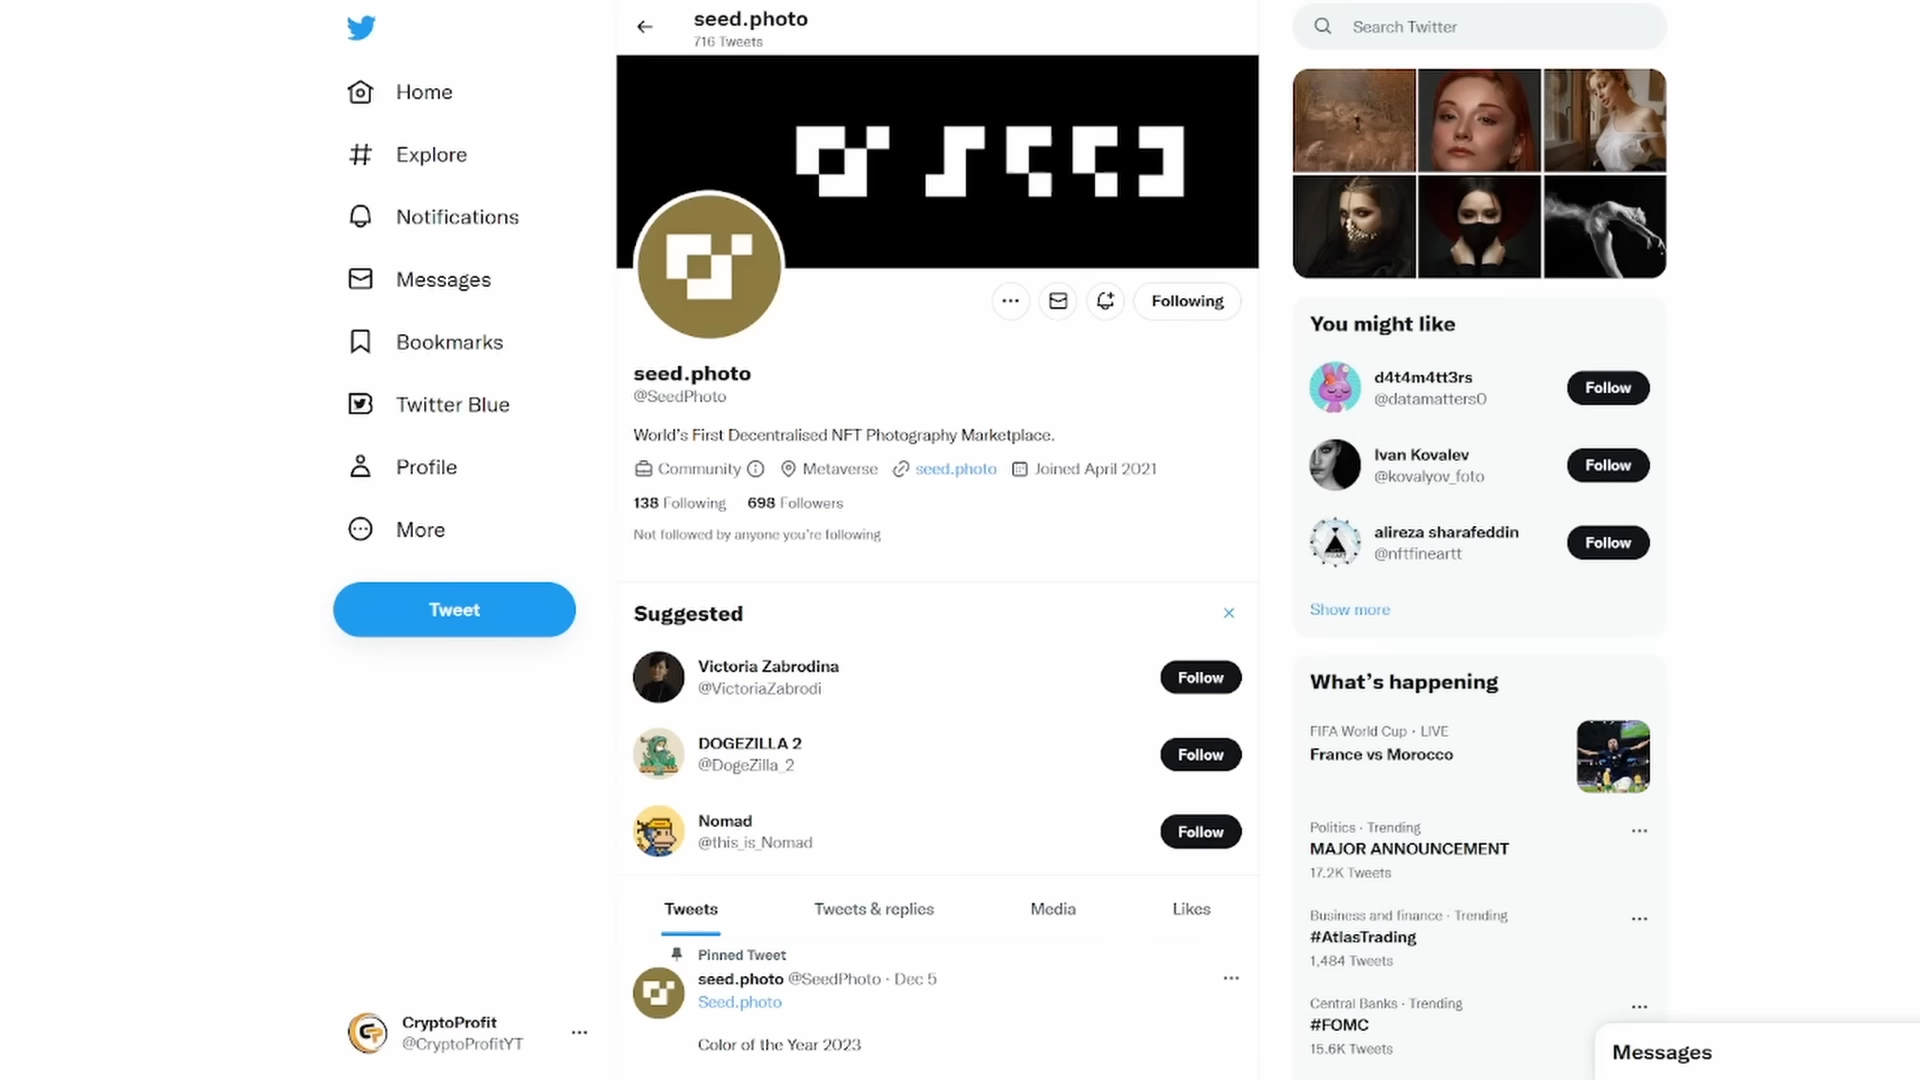 seed.photo
716 Tweets
Search Twitter
Home
Explore
Notifications
Messages
Bookmarks
Twitter Blue
Profile
More
Tweet
CryptoProfit
@CryptoProfitYT
Following
seed.photo
@SeedPhoto
World's First Decentralised NFT Photography Marketplace.
Community Metaverse seed.photo Joined April 2021
138 Following 698 Followers
Not followed by anyone you're following
Suggested
Victoria Zabrodina
@VictoriaZabrodi
Follow
DOGEZILLA 2
@DogeZilla_2
Follow
Nomad
@this_is_Nomad
Follow
Tweets Tweets & replies Media Likes
Pinned Tweet
seed.photo @SeedPhoto · Dec 5
Seed.photo
Color of the Year 2023
You might like
d4t4m4tt3rs
@datamatters0
Follow
Ivan Kovalev
@kovalyov_foto
Follow
alireza sharafeddin
@nftfineartt
Follow
Show more
What's happening
FIFA World Cup · LIVE
France vs Morocco
Politics · Trending
MAJOR ANNOUNCEMENT
17.2K Tweets
Business and finance · Trending
#AtlasTrading
1,484 Tweets
Central Banks · Trending
#FOMC
15.6K Tweets
Messages